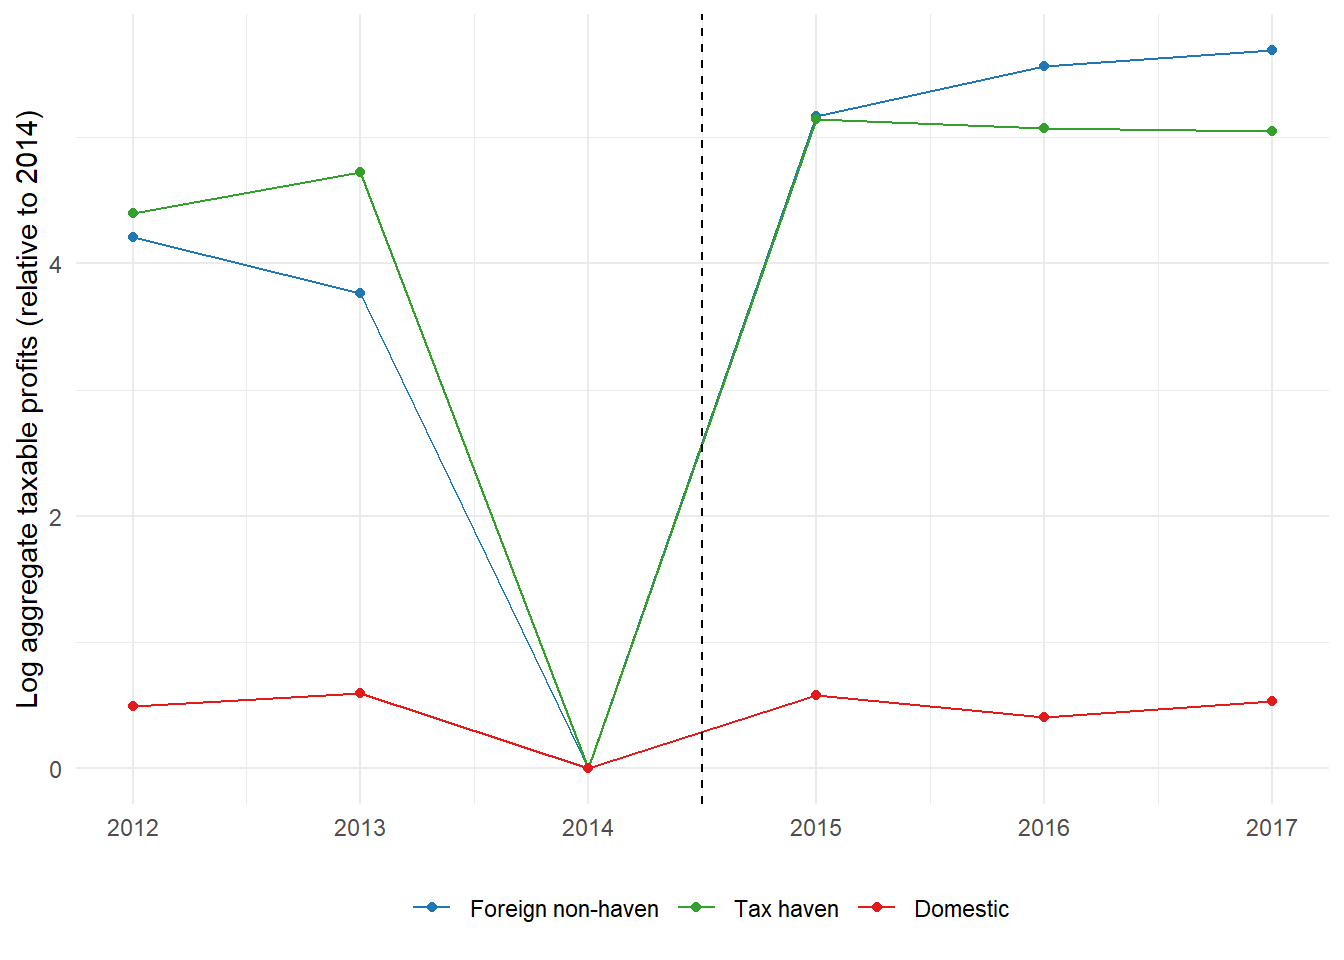 Log aggregate taxable profits (relative to 2014)
4
2
0
2012 2013 2014 2015 2016 2017
Foreign non-haven Tax haven Domestic